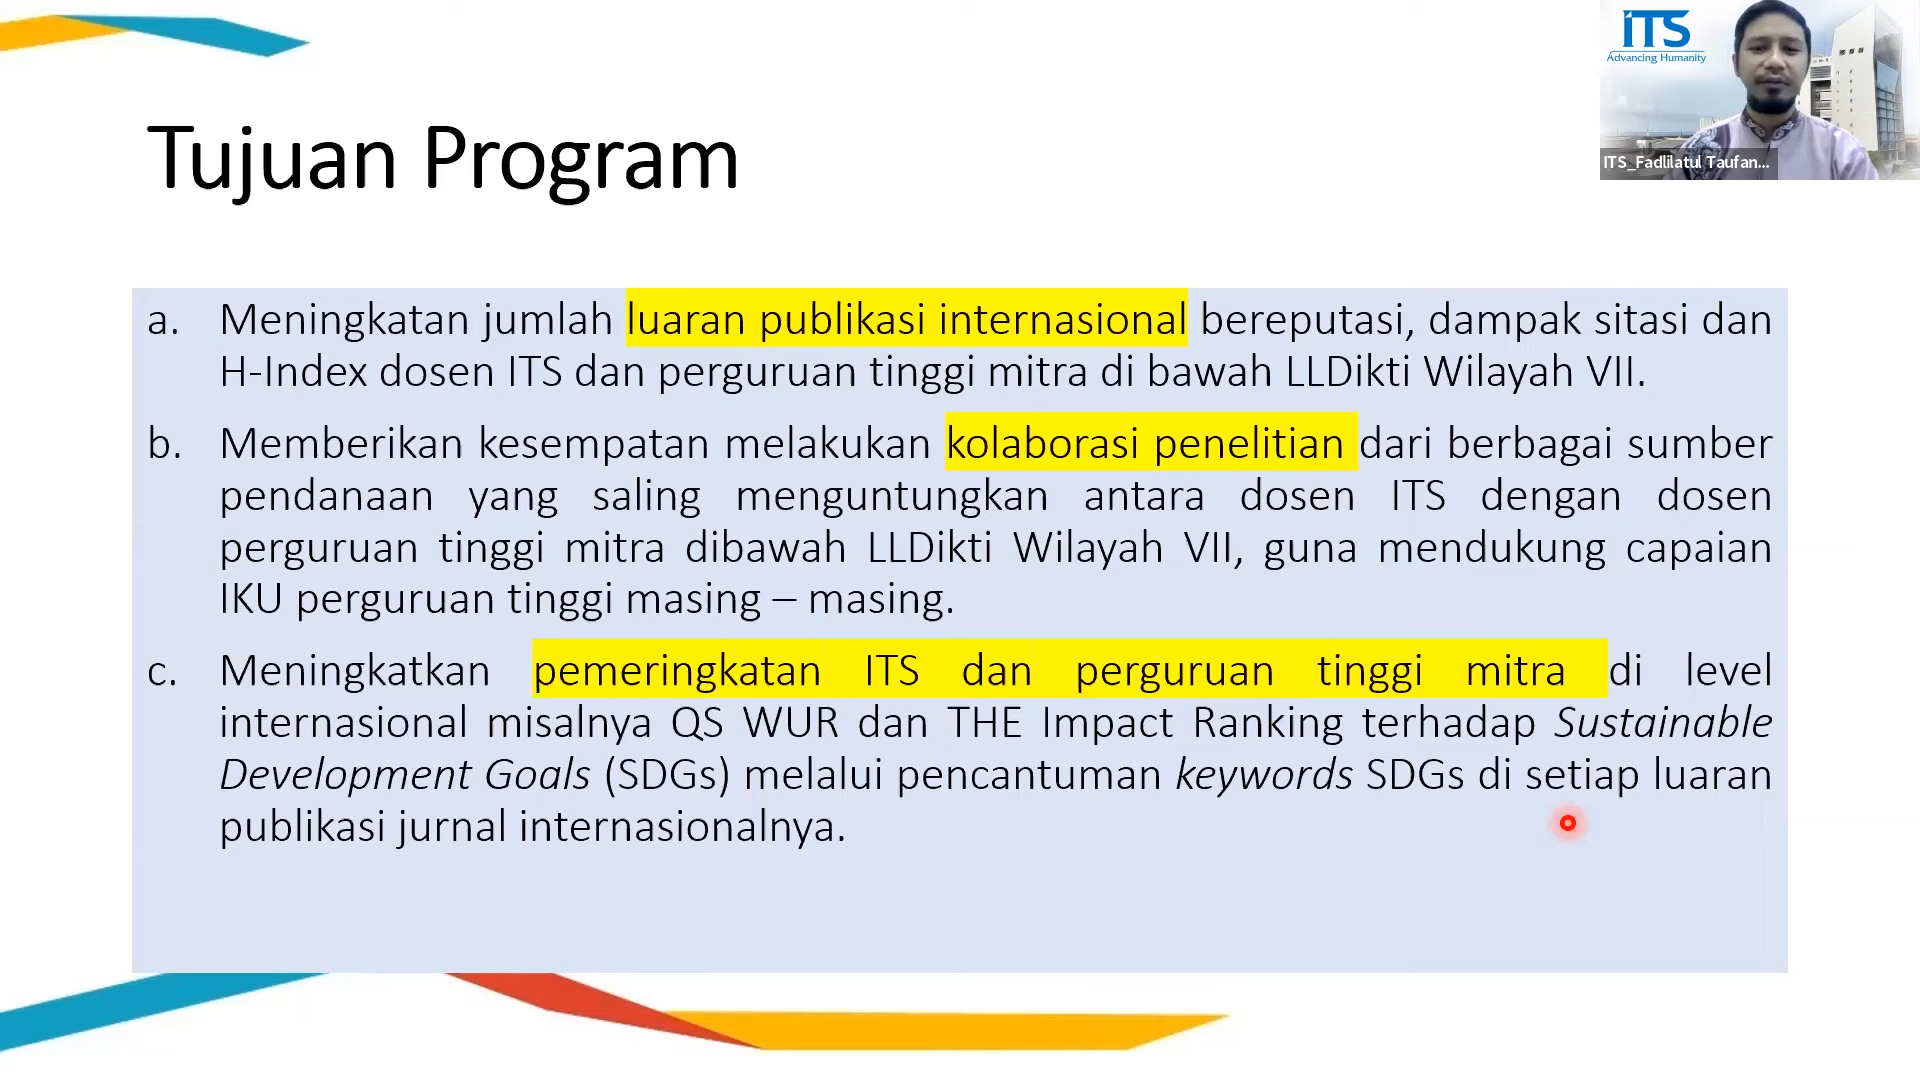 ITS
Advancing Humanity
ITS_Fadlilatul Taufan...
Tujuan Program
a. Meningkatan jumlah luaran publikasi internasional bereputasi, dampak sitasi dan
H-Index dosen ITS dan perguruan tinggi mitra di bawah LLDikti Wilayah VII.
b. Memberikan kesempatan melakukan kolaborasi penelitian dari berbagai sumber
pendanaan yang saling menguntungkan antara dosen ITS dengan dosen
perguruan tinggi mitra dibawah LLDikti Wilayah VII, guna mendukung capaian
IKU perguruan tinggi masing – masing.
c. Meningkatkan pemeringkatan ITS dan perguruan tinggi mitra di level
internasional misalnya QS WUR dan THE Impact Ranking terhadap Sustainable
Development Goals (SDGs) melalui pencantuman keywords SDGs di setiap luaran
publikasi jurnal internasionalnya.